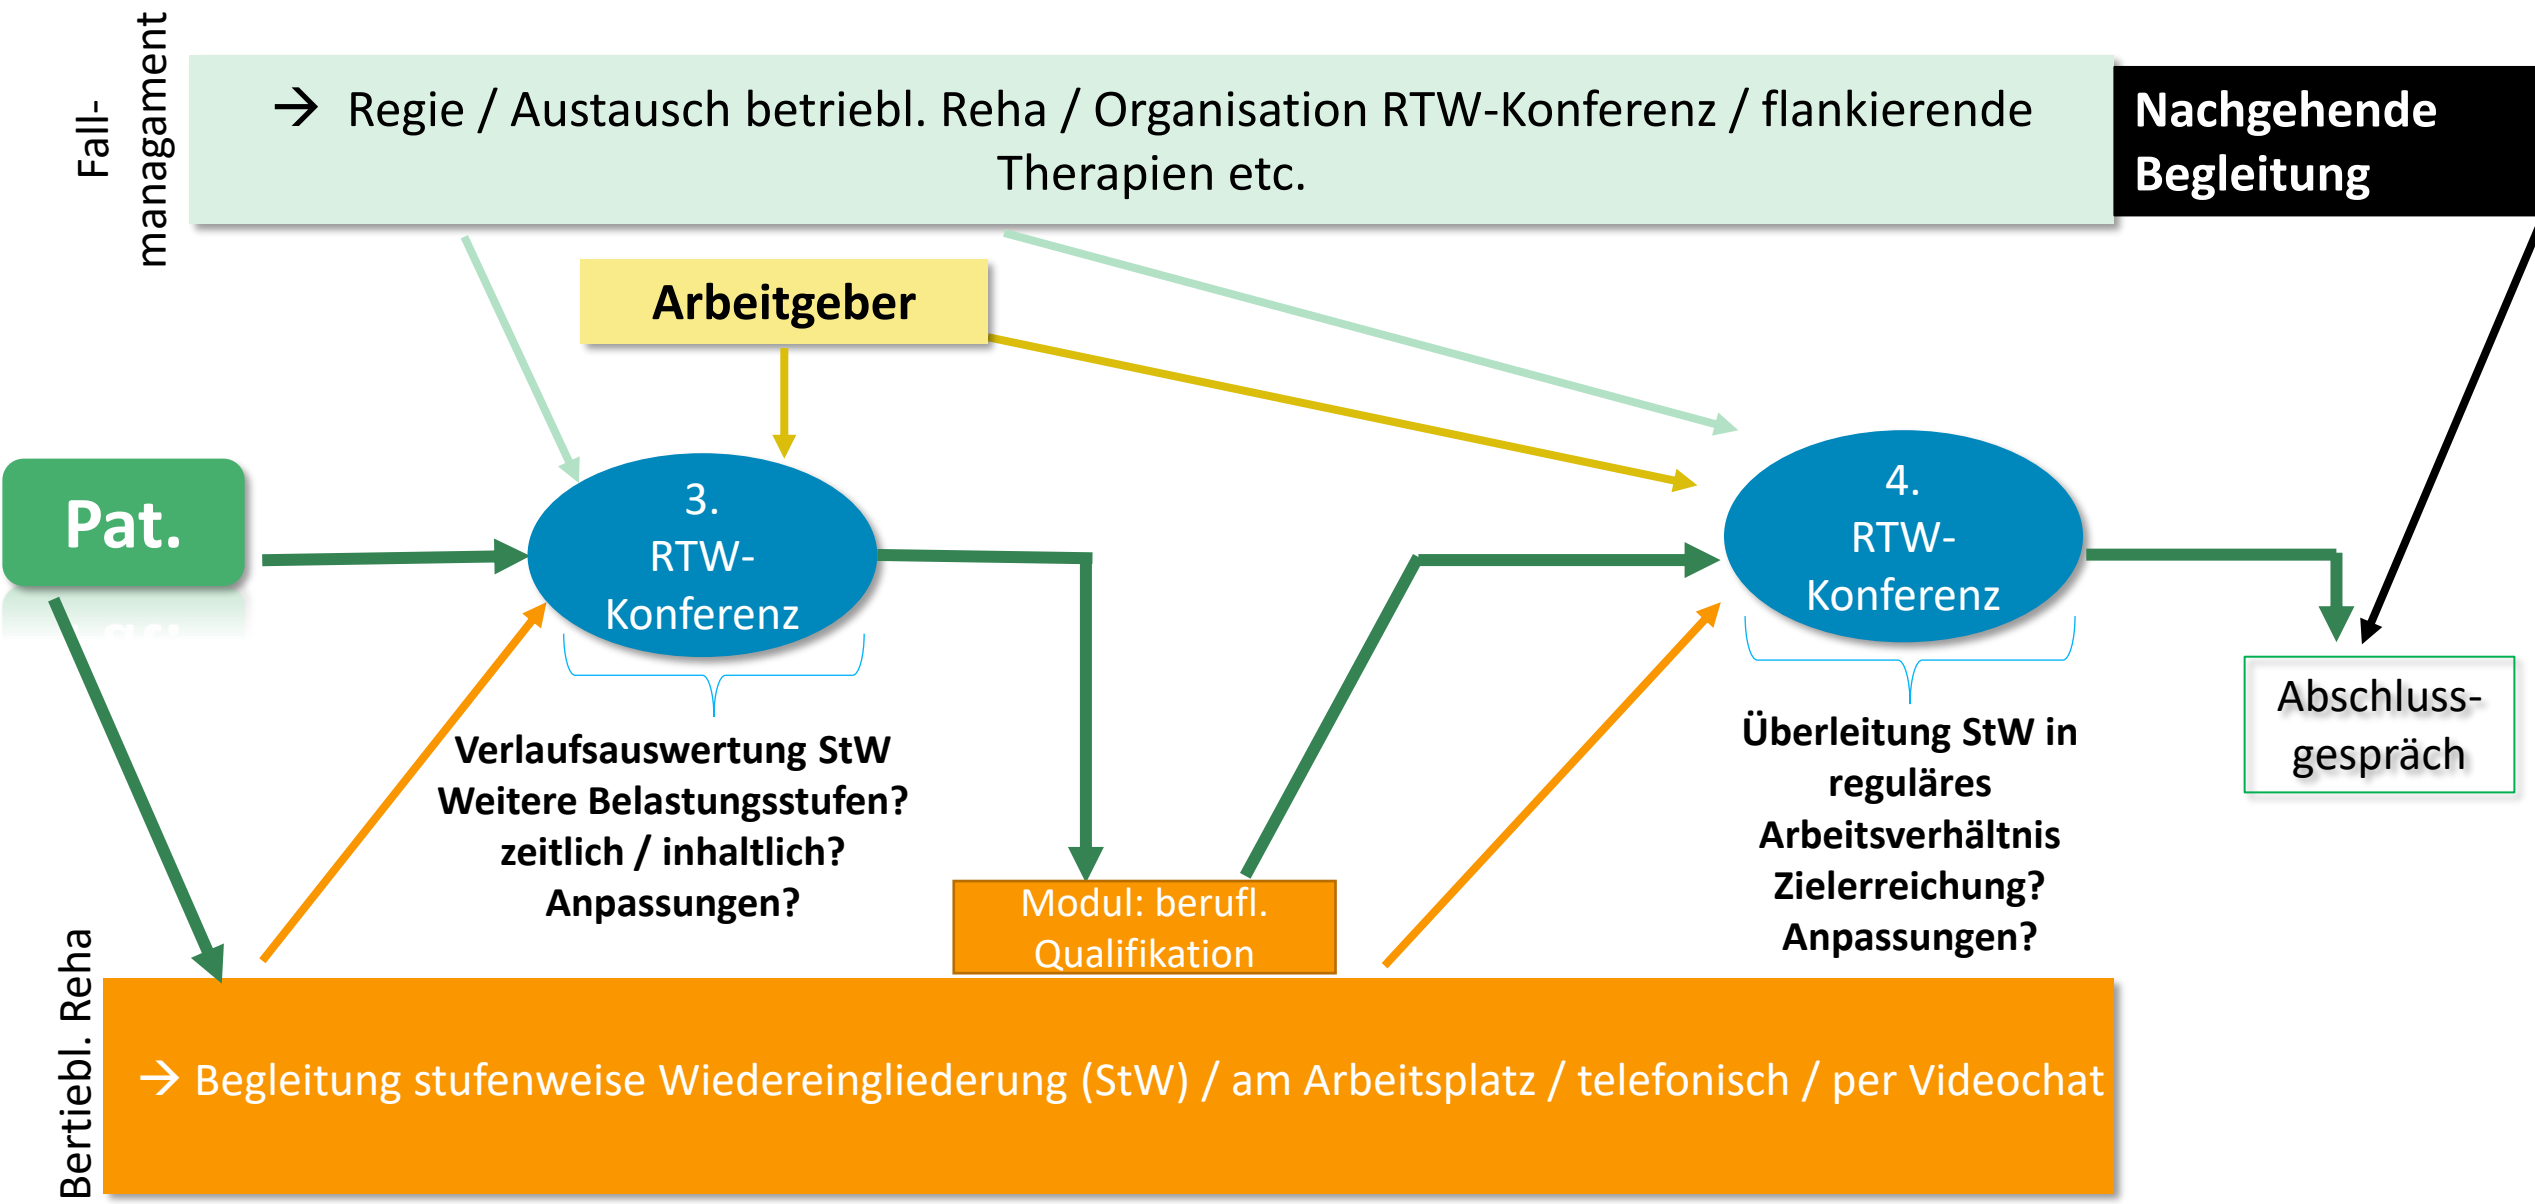 Fall-
managament
→ Regie / Austausch betriebl. Reha / Organisation RTW-Konferenz / flankierende
Therapien etc.
Nachgehende
Begleitung
Arbeitgeber
Pat.
3.
RTW-
Konferenz
4.
RTW-
Konferenz
Verlaufsauswertung StW
Weitere Belastungsstufen?
zeitlich / inhaltlich?
Anpassungen?
Überleitung StW in
reguläres
Arbeitsverhältnis
Zielerreichung?
Anpassungen?
Abschluss-
gespräch
Modul: berufl.
Qualifikation
Bertiebl. Reha
→ Begleitung stufenweise Wiedereingliederung (StW) / am Arbeitsplatz / telefonisch / per Videochat